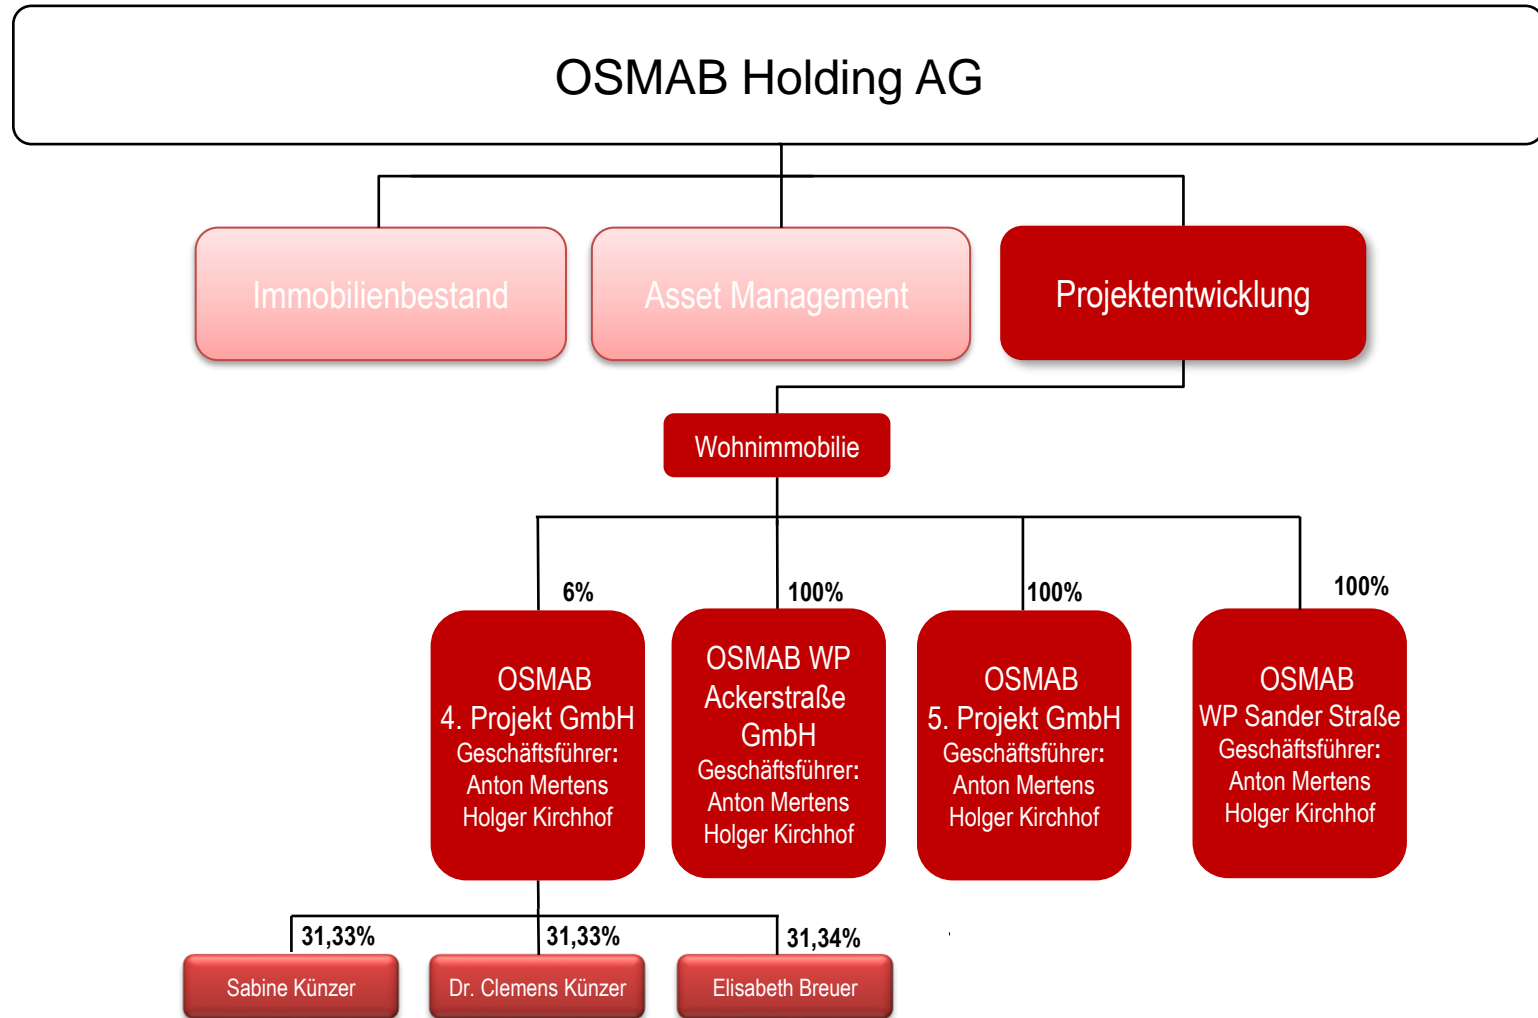 OSMAB Holding AG
Immobilienbestand
Asset Management
Projektentwicklung
Wohnimmobilie
6%
100%
100%
100%
OSMAB
4. Projekt GmbH
Geschäftsführer:
Anton Mertens
Holger Kirchhof
OSMAB WP
Ackerstraße
GmbH
Geschäftsführer:
Anton Mertens
Holger Kirchhof
OSMAB
5. Projekt GmbH
Geschäftsführer:
Anton Mertens
Holger Kirchhof
OSMAB
WP Sander Straße
Geschäftsführer:
Anton Mertens
Holger Kirchhof
31,33%
31,33%
31,34%
Sabine Künzer
Dr. Clemens Künzer
Elisabeth Breuer